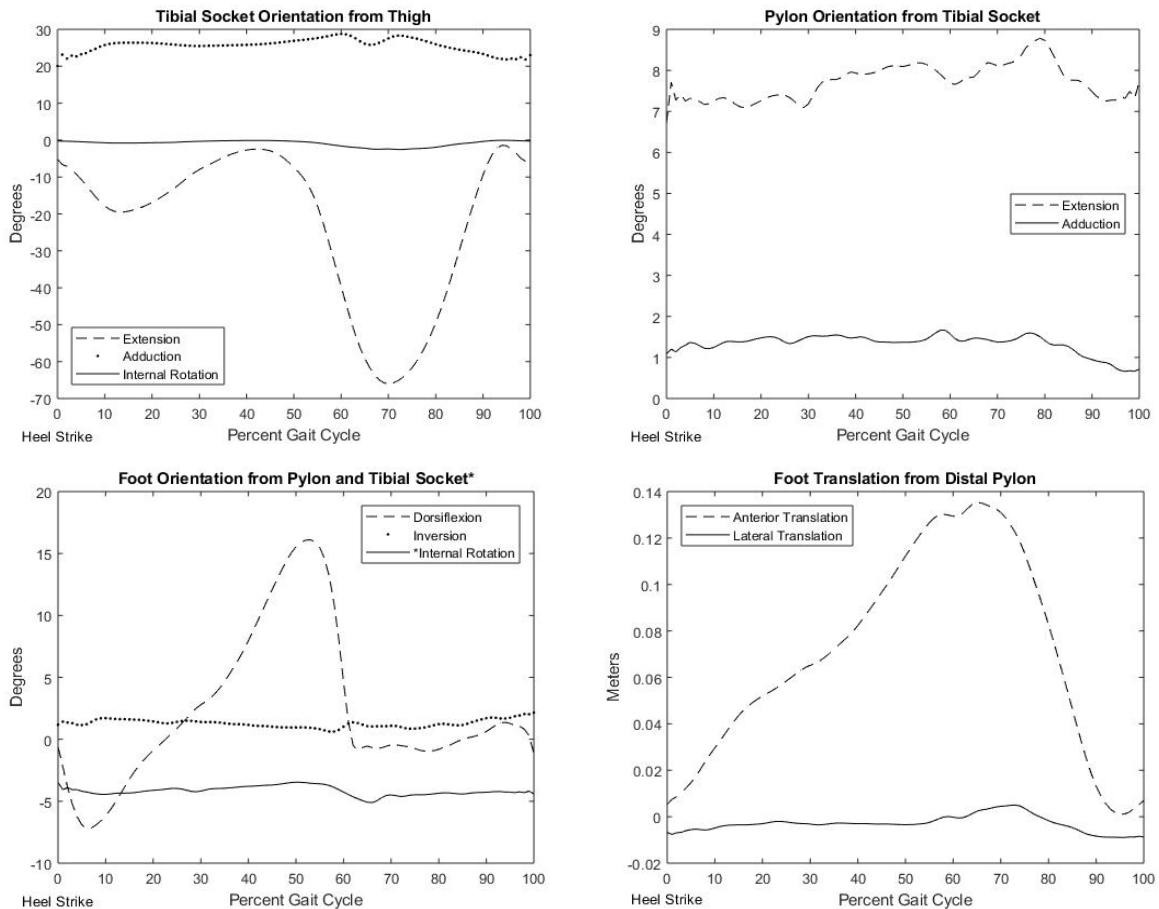 Tibial Socket Orientation from Thigh
30
20
10
0
-10
-20
-30
-40
-50
-60
-70
Degrees
Extension
Adduction
Internal Rotation
0 10 20 30 40 50 60 70 80 90 100
Heel Strike
Percent Gait Cycle
Pylon Orientation from Tibial Socket
9
8
7
6
5
4
3
2
1
0
Degrees
Extension
Adduction
0 10 20 30 40 50 60 70 80 90 100
Heel Strike
Percent Gait Cycle
Foot Orientation from Pylon and Tibial Socket*
20
15
10
5
0
-5
-10
Degrees
Dorsiflexion
Inversion
*Internal Rotation
0 10 20 30 40 50 60 70 80 90 100
Heel Strike
Percent Gait Cycle
Foot Translation from Distal Pylon
0.14
0.12
0.1
0.08
0.06
0.04
0.02
0
-0.02
Meters
Anterior Translation
Lateral Translation
0 10 20 30 40 50 60 70 80 90 100
Heel Strike
Percent Gait Cycle